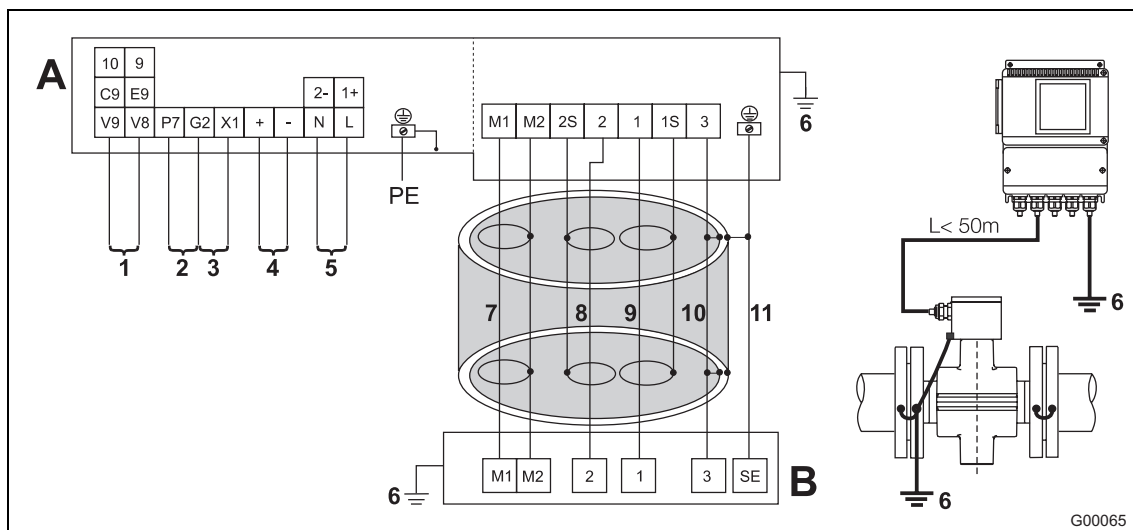 A
10 9
C9 E9 2- 1+
V9 V8 P7 G2 X1 + - N L
PE
1 2 3 4 5
M1 M2 2S 2 1 1S 3
6
7 8 9 10 11
M1 M2 2 1 3 SE
B
6
L< 50m
6
6
G00065